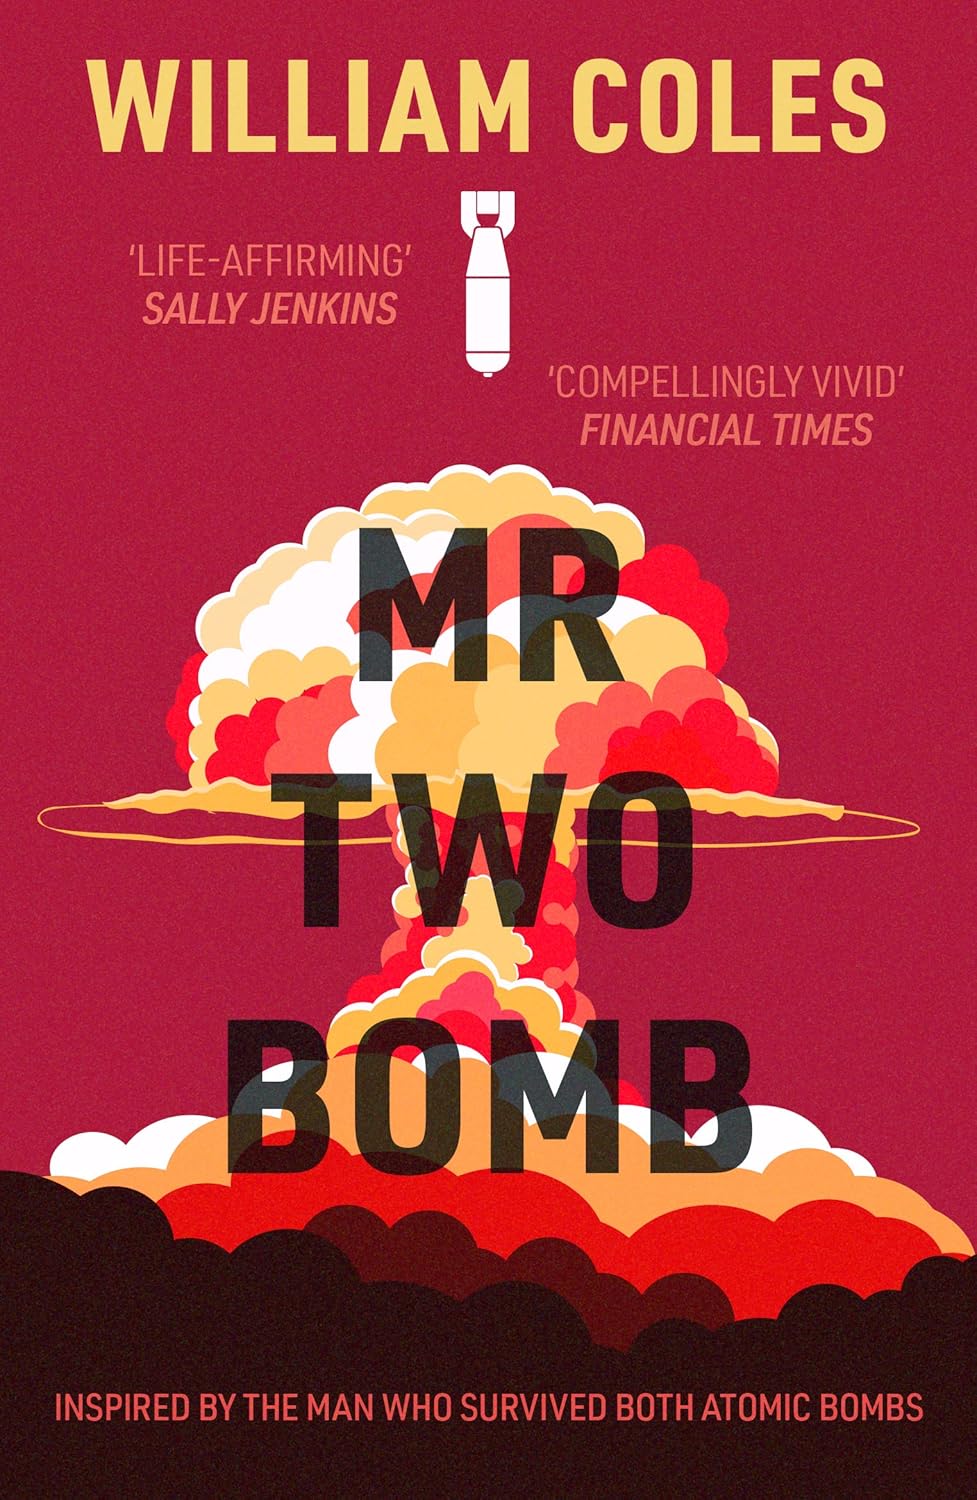 WILLIAM COLES
‘LIFE-AFFIRMING’
SALLY JENKINS
‘COMPELLINGLY VIVID’
FINANCIAL TIMES
MR
TWO
BOMB
INSPIRED BY THE MAN WHO SURVIVED BOTH ATOMIC BOMBS